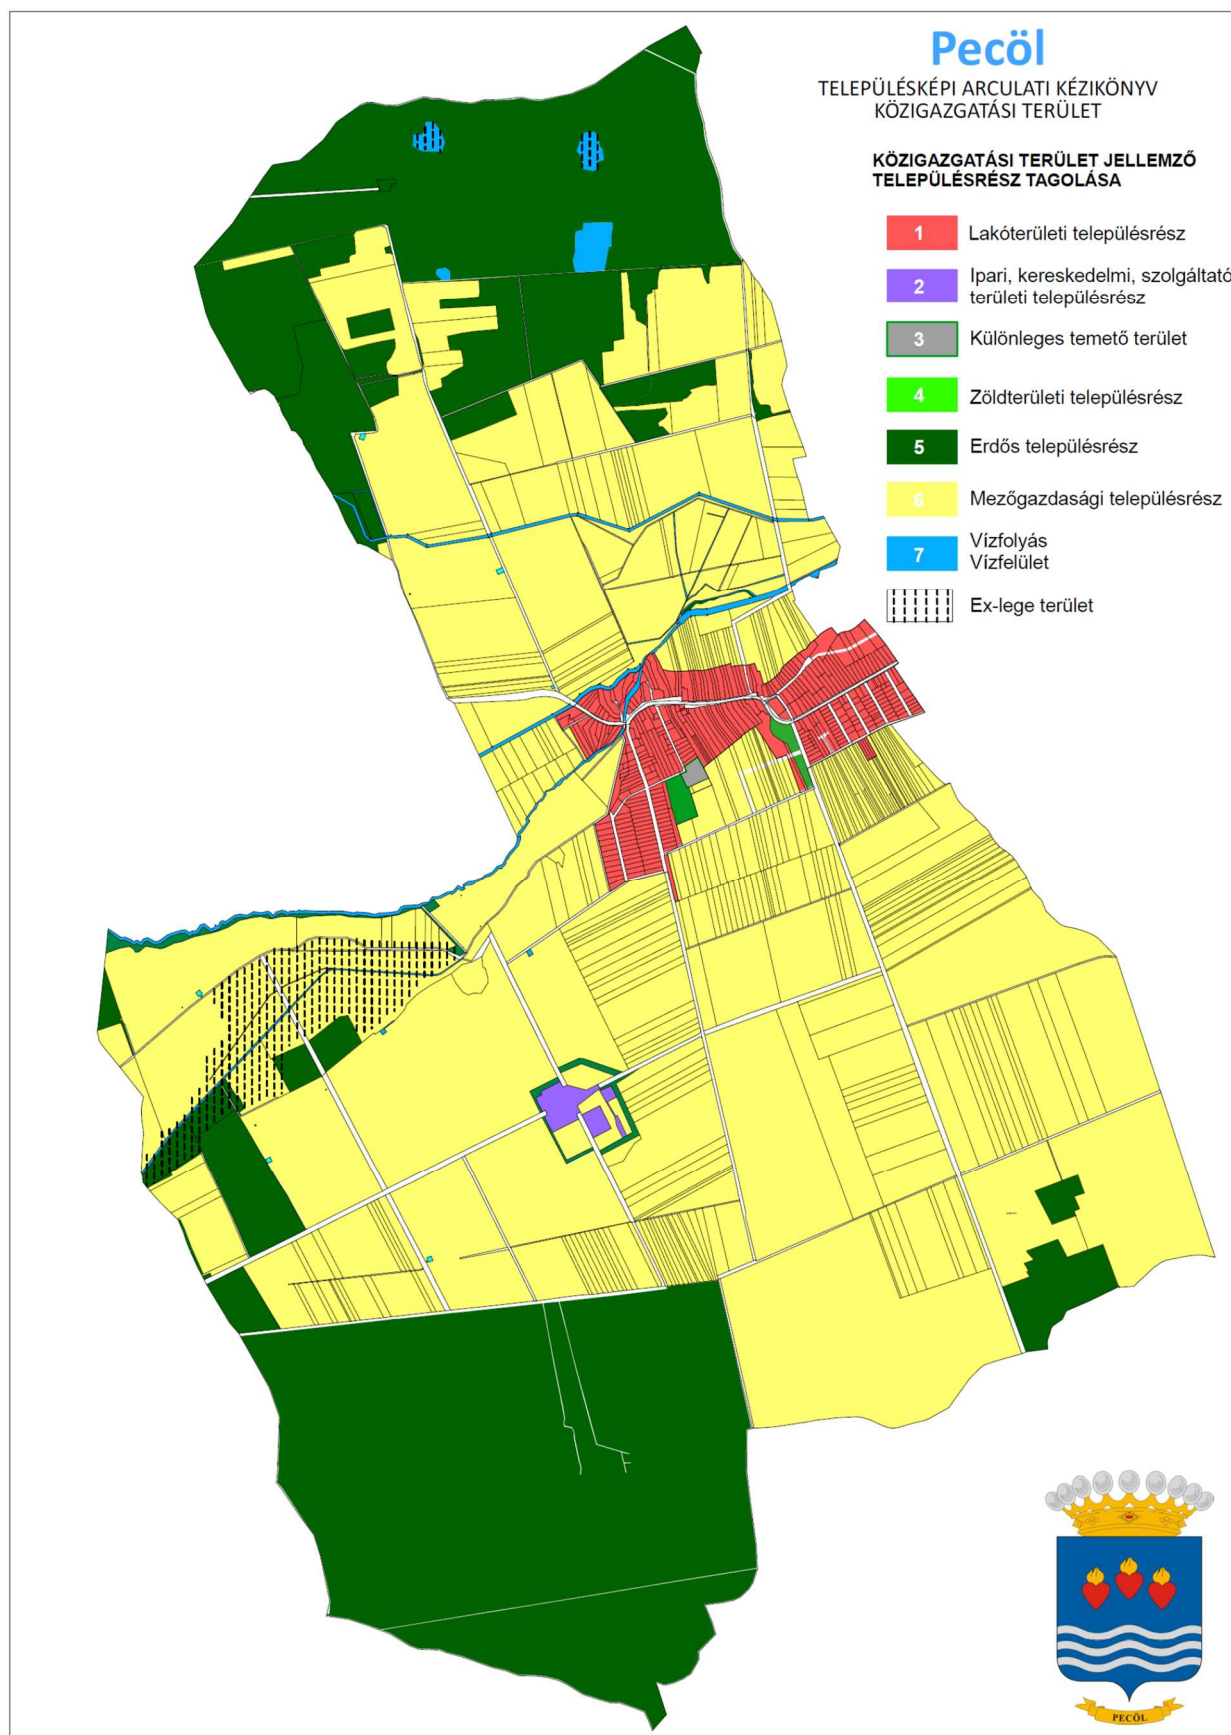 Pecöl
TELEPÜLÉSKÉPI ARCULATI KÉZIKÖNYV
KÖZIGAZGATÁSI TERÜLET
KÖZIGAZGATÁSI TERÜLET JELLEMZŐ
TELEPÜLÉSRÉSZ TAGOLÁSA
1 Lakóterületi településrész
2 Ipari, kereskedelmi, szolgáltató
területi településrész
3 Különleges temető terület
4 Zöldterületi településrész
5 Erdős településrész
6 Mezőgazdasági településrész
7 Vízfolyás
Vízfelület
Ex-lege terület
PECÖL